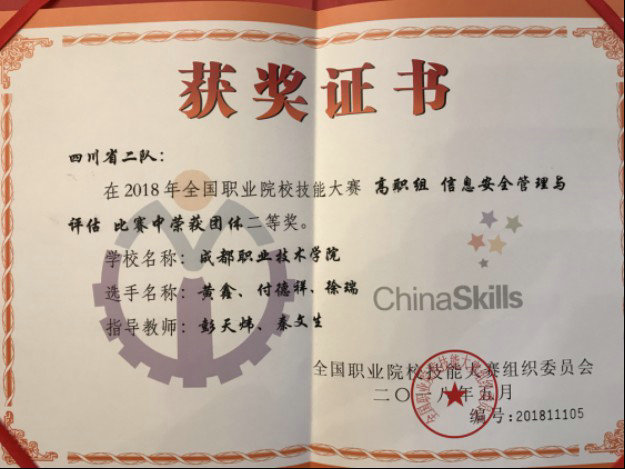 获奖证书
四川省二队：
在2018年全国职业院校技能大赛 高职组 信息安全管理与
评估 比赛中荣获团体二等奖。
学校名称：成都职业技术学院
选手名称：黄鑫、付德祥、徐瑞
指导教师：彭天炜、秦文生
ChinaSkills
全国职业院校技能大赛组织委员会
二〇一八年五月
编号:201811105